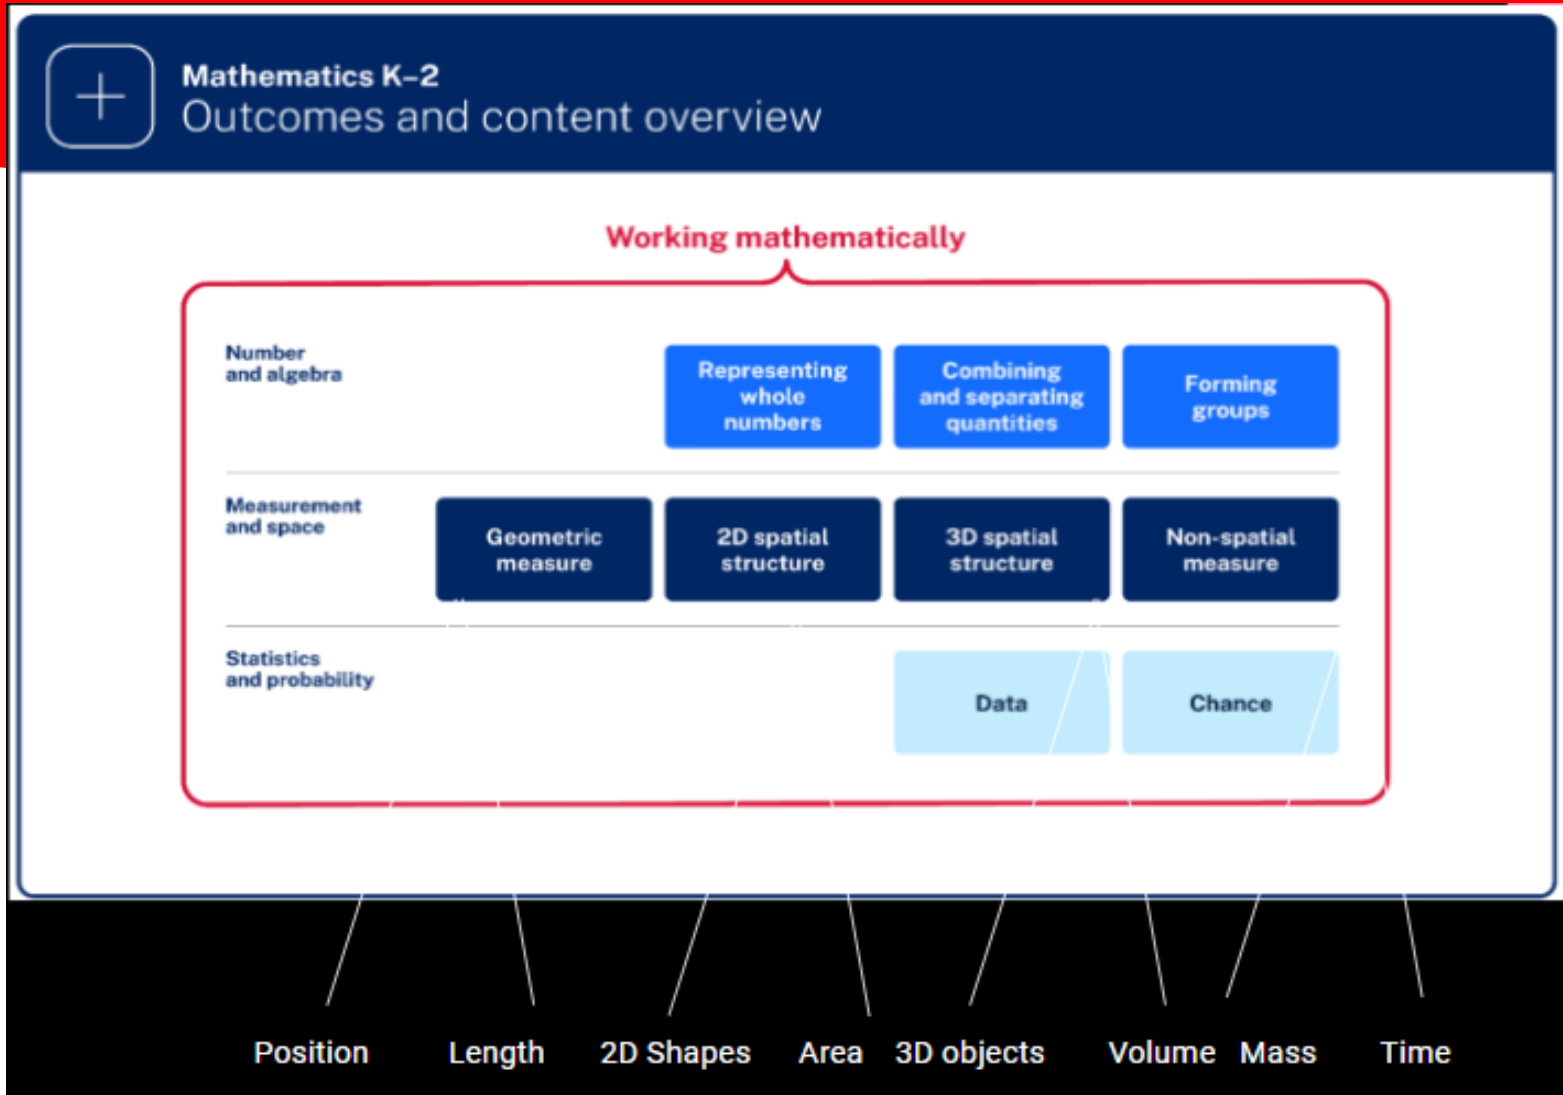 Mathematics K–2
Outcomes and content overview
Working mathematically
Number
and algebra
Representing
whole
numbers
Combining
and separating
quantities
Forming
groups
Measurement
and space
Geometric
measure
2D spatial
structure
3D spatial
structure
Non-spatial
measure
Statistics
and probability
Data
Chance
Position
Length
2D Shapes
Area
3D objects
Volume
Mass
Time